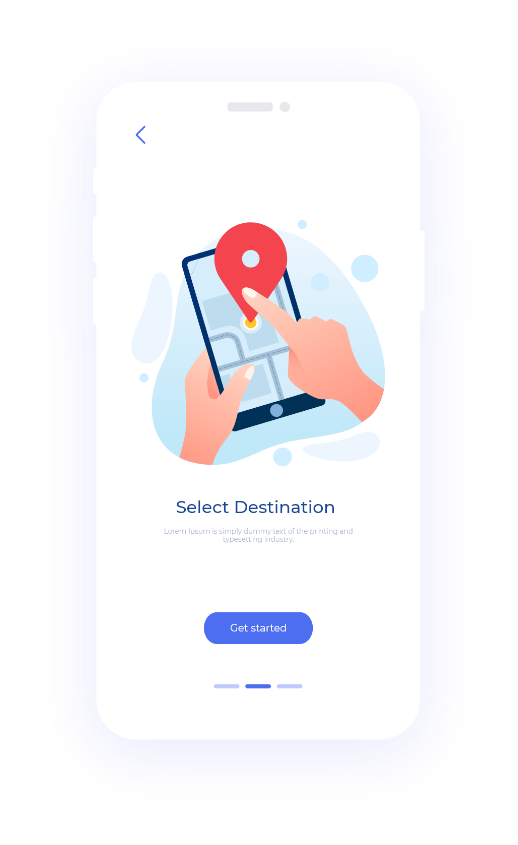 Select Destination
Lorem Ipsum is simply dummy text of the printing and
typesetting industry.
Get started